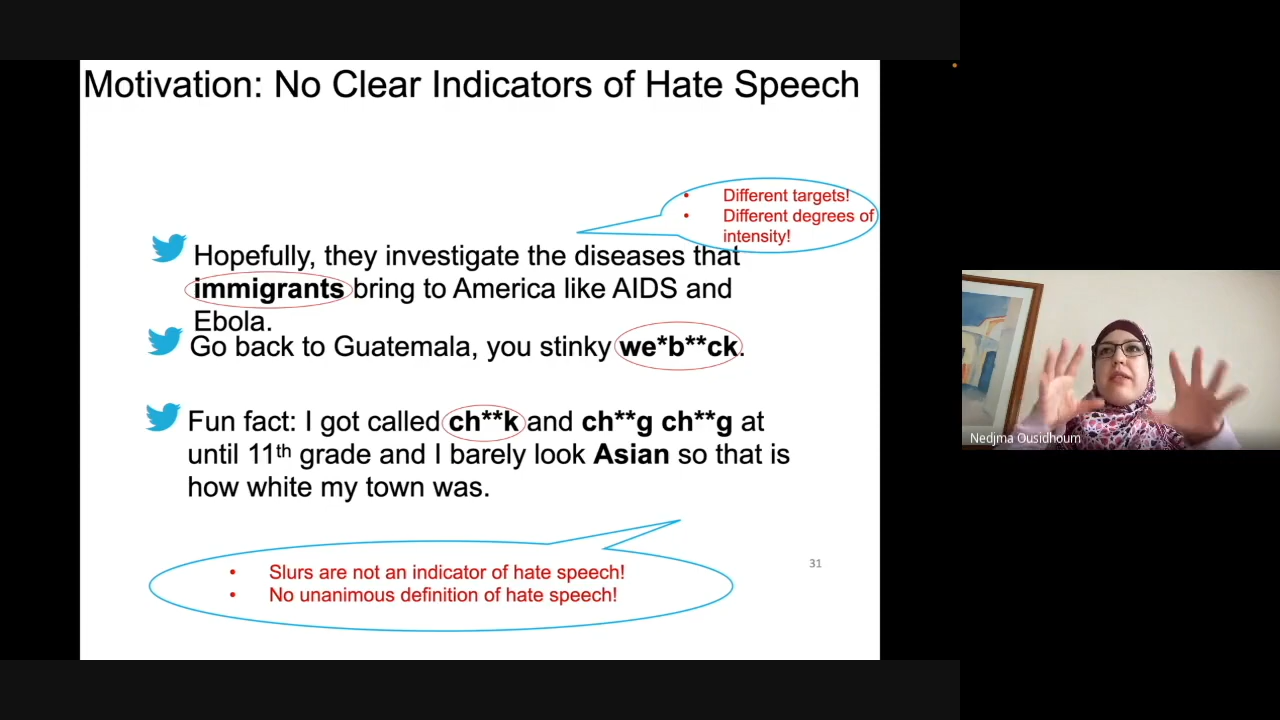 Motivation: No Clear Indicators of Hate Speech
• Different targets!
• Different degrees of
intensity!
Hopefully, they investigate the diseases that
immigrants bring to America like AIDS and
Ebola.
Go back to Guatemala, you stinky we*b**ck.
Fun fact: I got called ch**k and ch**g ch**g at
until 11th grade and I barely look Asian so that is
how white my town was.
• Slurs are not an indicator of hate speech!
• No unanimous definition of hate speech!
31
Nedjma Ousidhoum